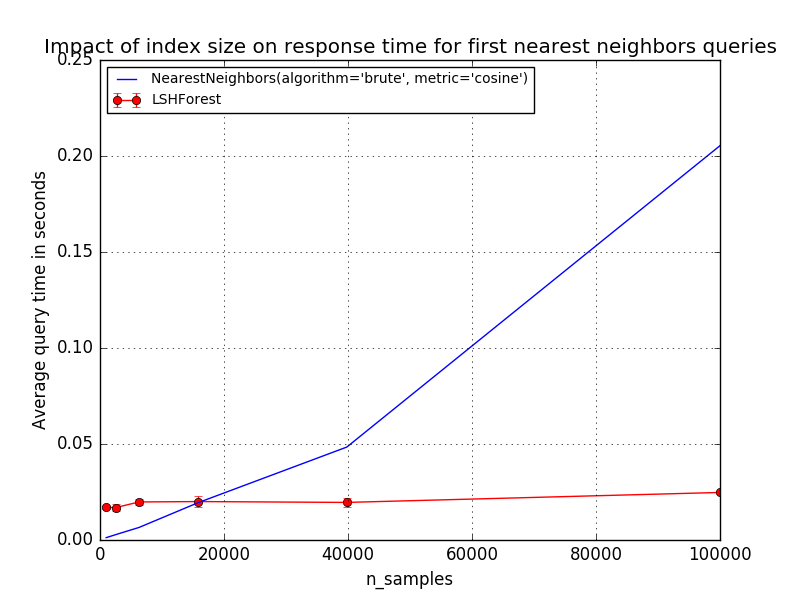 Impact of index size on response time for first nearest neighbors queries
0.25
NearestNeighbors(algorithm='brute', metric='cosine')
LSHForest
0.20
0.15
0.10
0.05
0.00
Average query time in seconds
0 20000 40000 60000 80000 100000
n_samples